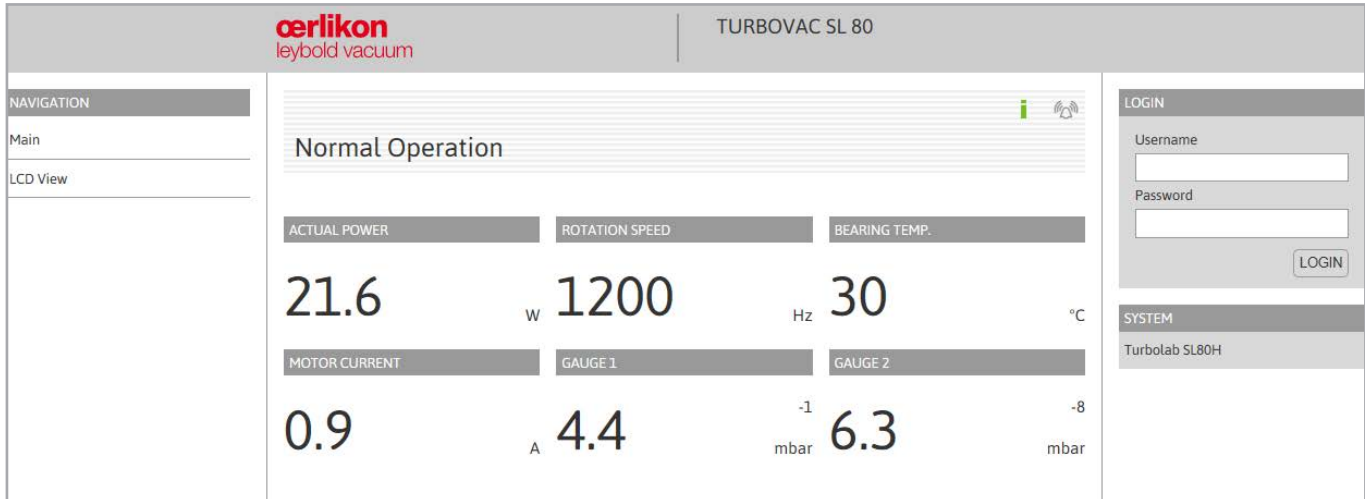 œrlikon
leybold vacuum
TURBOVAC SL 80
NAVIGATION
Main
LCD View
i
Normal Operation
ACTUAL POWER
21.6 W
ROTATION SPEED
1200 Hz
BEARING TEMP.
30 °C
MOTOR CURRENT
0.9 A
GAUGE 1
4.4 -1 mbar
GAUGE 2
6.3 -8 mbar
LOGIN
Username
Password
LOGIN
SYSTEM
Turbolab SL80H